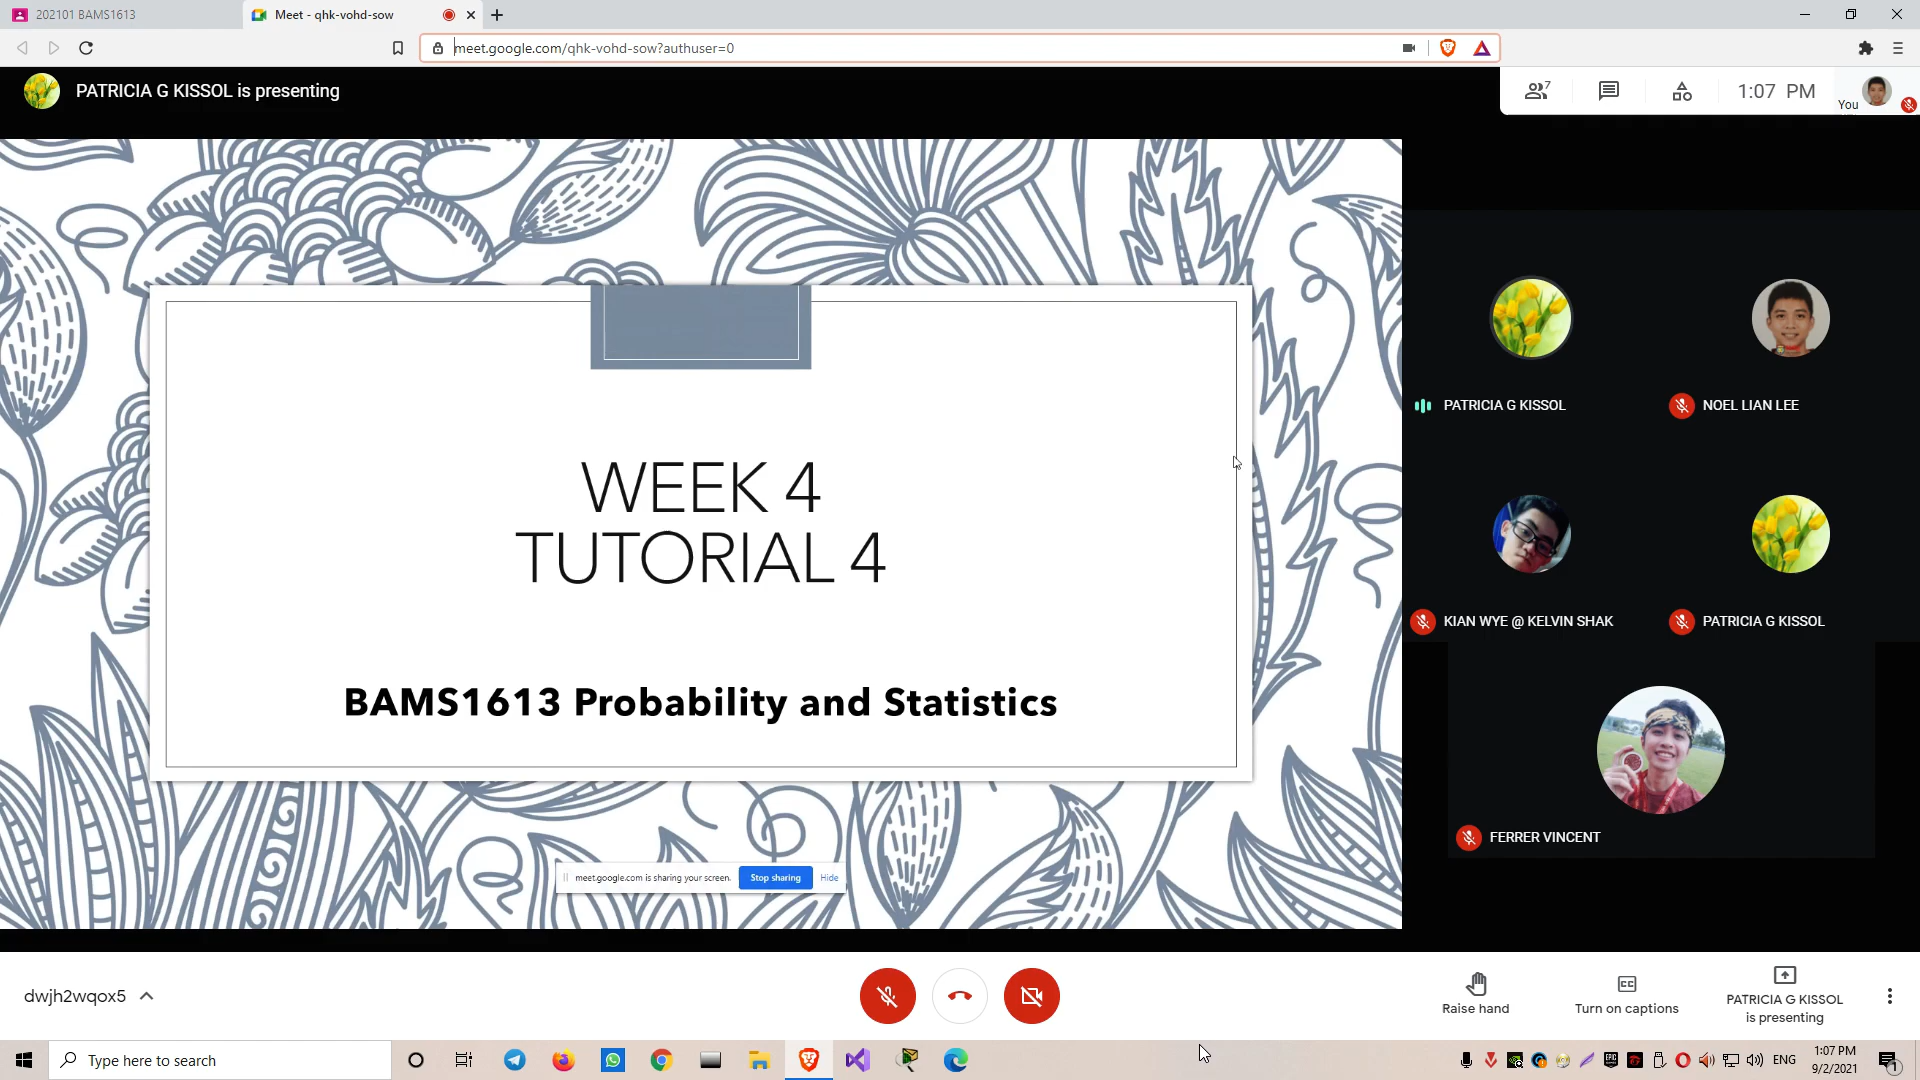 202101 BAMS1613
Meet - qhk-vohd-sow
meet.google.com/qhk-vohd-sow?authuser=0
PATRICIA G KISSOL is presenting
7
1:07 PM
You
WEEK 4
TUTORIAL 4
BAMS1613 Probability and Statistics
meet.google.com is sharing your screen.
Stop sharing
Hide
PATRICIA G KISSOL
NOEL LIAN LEE
KIAN WYE @ KELVIN SHAK
PATRICIA G KISSOL
FERRER VINCENT
dwjh2wqox5
Raise hand
Turn on captions
PATRICIA G KISSOL
is presenting
Type here to search
ENG
1:07 PM
9/2/2021
1